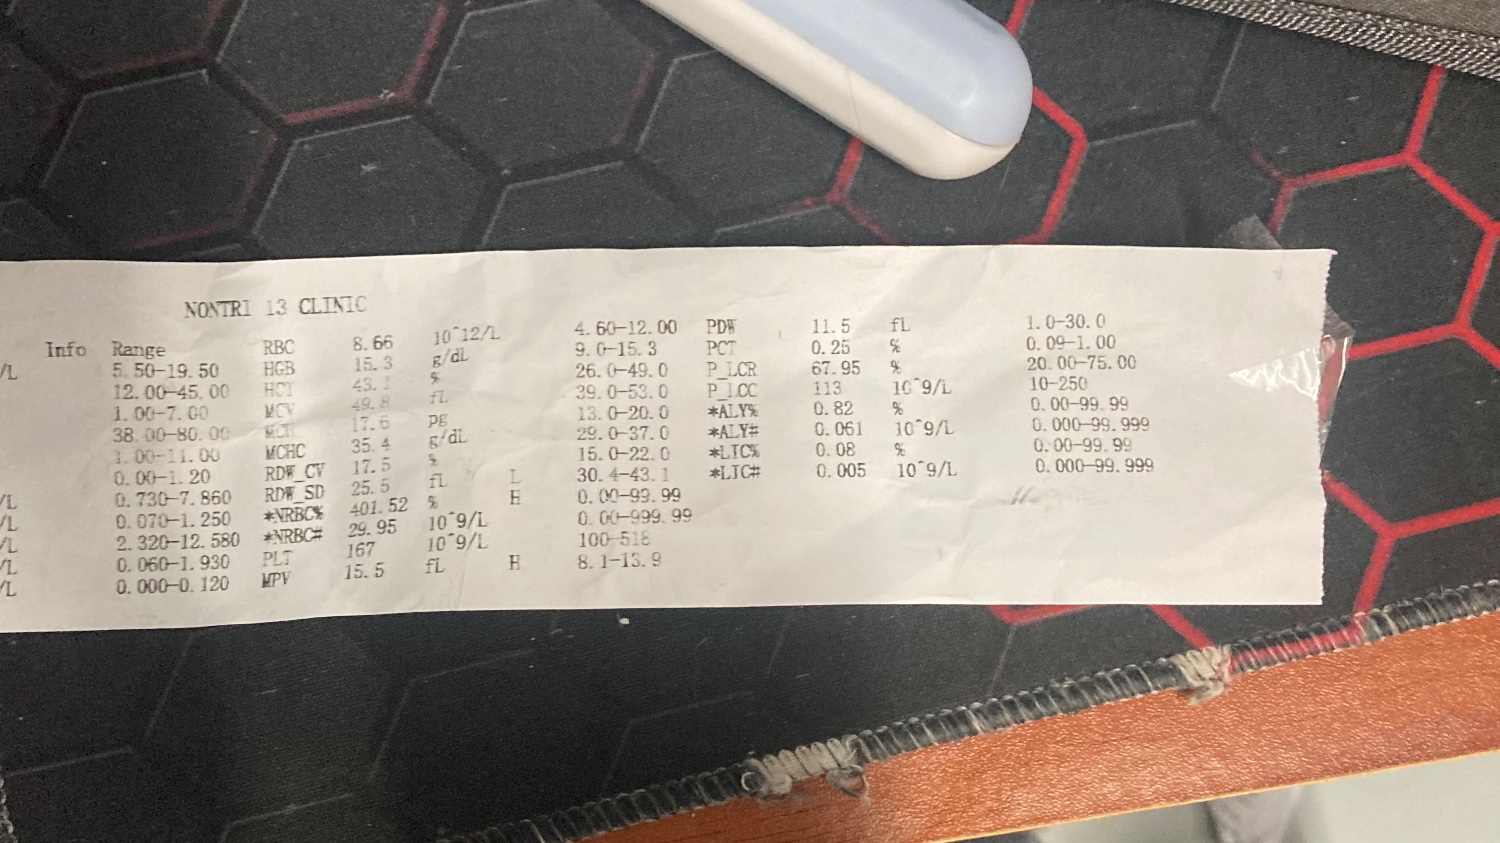 NONTRI 13 CLINIC
Info Range RBC 8.66 10^12/L 4.60-12.00 PDW 11.5 fL 1.0-30.0
/L 5.50-19.50 HGB 15.3 g/dL 9.0-15.3 PCT 0.25 % 0.09-1.00
12.00-45.00 HCT 43.1 % 26.0-49.0 P_LCR 67.95 % 20.00-75.00
1.00-7.00 MCV 49.8 fL 39.0-53.0 P_LCC 113 10^9/L 10-250
38.00-80.00 MCH 17.6 pg 13.0-20.0 *ALY% 0.82 % 0.00-99.99
1.00-11.00 MCHC 35.4 g/dL 29.0-37.0 *ALY# 0.061 10^9/L 0.000-99.999
0.00-1.20 RDW_CV 17.5 % 15.0-22.0 *LIC% 0.08 % 0.00-99.99
/L 0.730-7.860 RDW_SD 25.5 fL L 30.4-43.1 *LIC# 0.005 10^9/L 0.000-99.999
/L 0.070-1.250 *NRBC% 401.52 % H 0.00-99.99
/L 2.320-12.580 *NRBC# 29.95 10^9/L 0.00-999.99
/L 0.060-1.930 PLT 167 10^9/L 100-518
/L 0.000-0.120 MPV 15.5 fL H 8.1-13.9